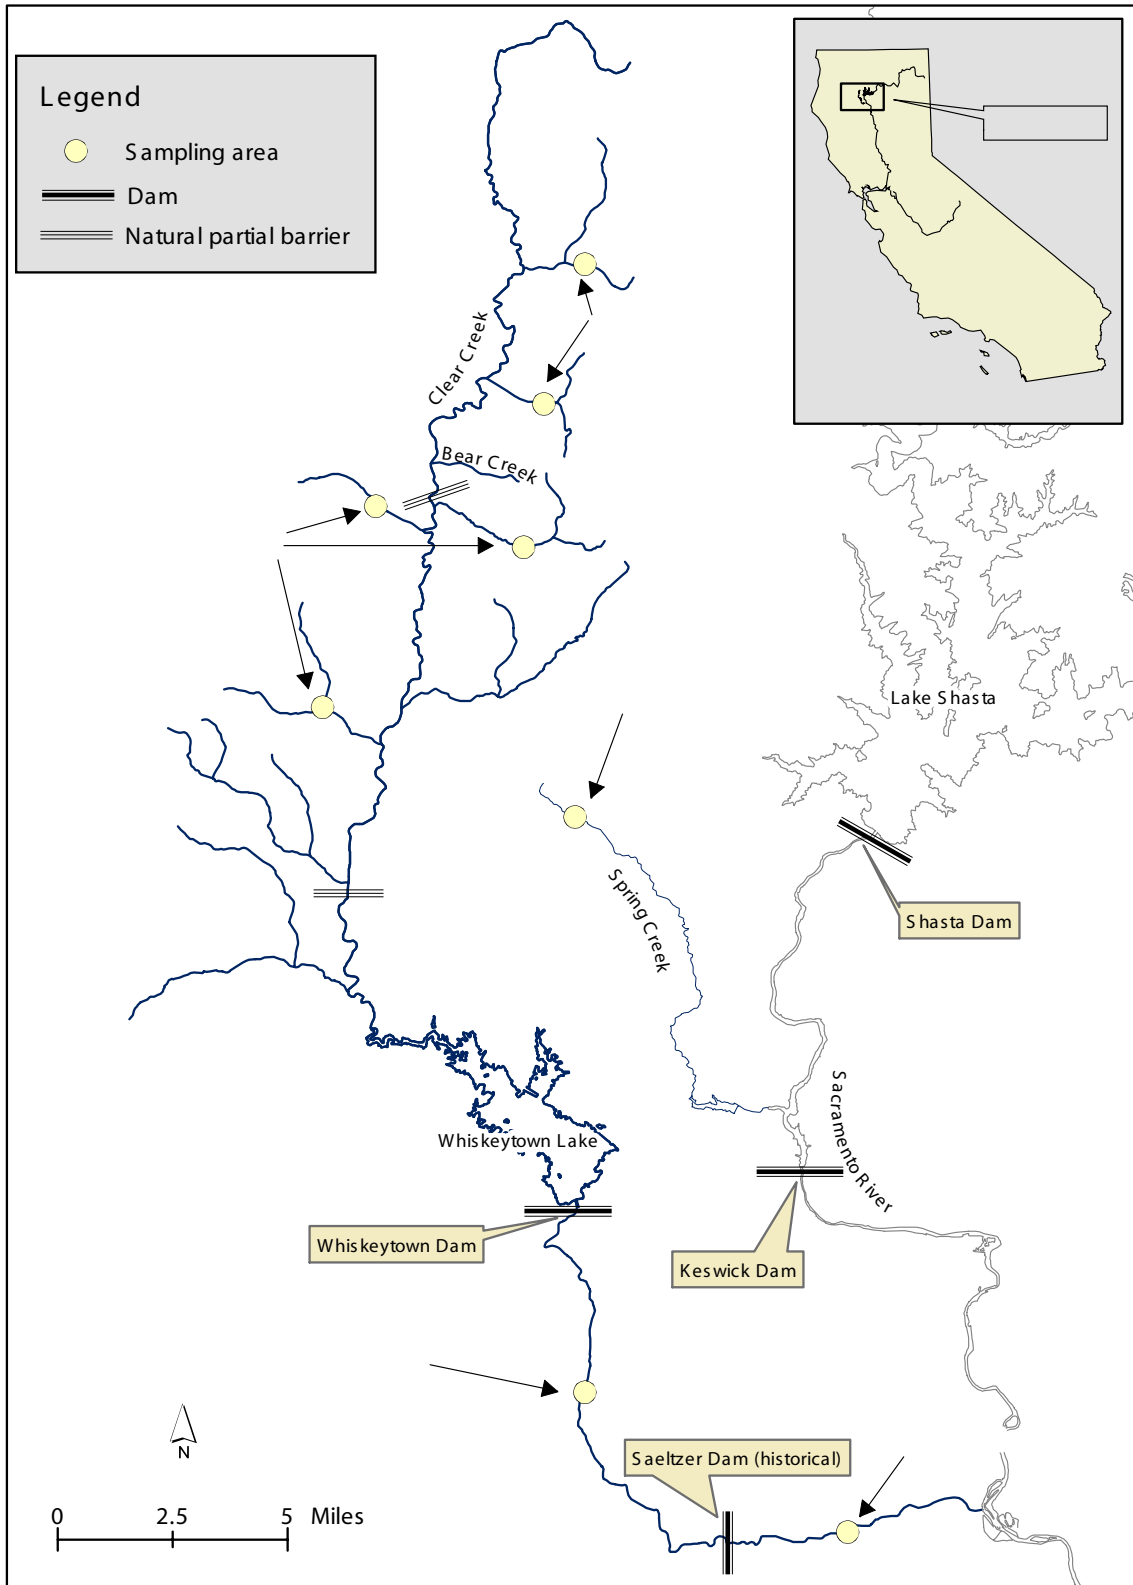 Legend
Sampling area
Dam
Natural partial barrier
Clear Creek
Bear Creek
Lake Shasta
Spring Creek
Shasta Dam
Sacramento River
Whiskeytown Lake
Whiskeytown Dam
Keswick Dam
Saeltzer Dam (historical)
N
0 2.5 5 Miles